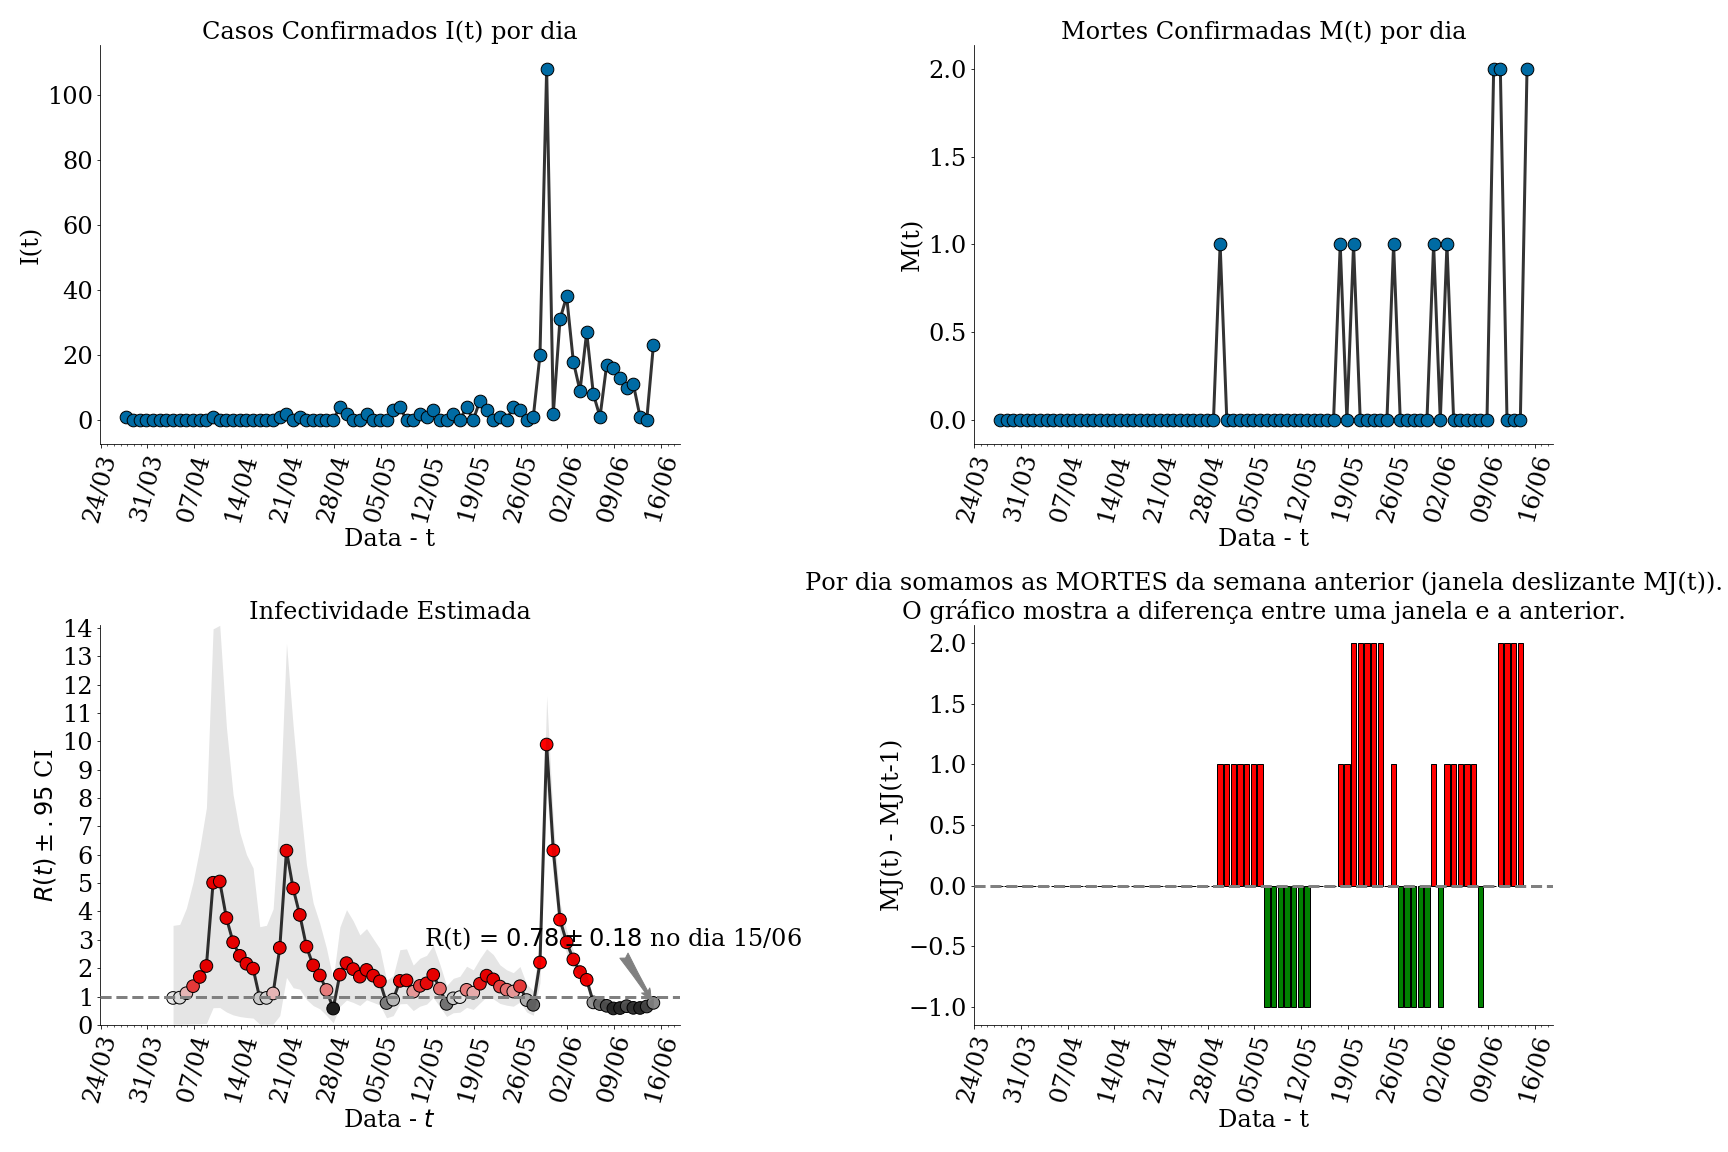 Casos Confirmados I(t) por dia
I(t)
100
80
60
40
20
0
24/03 31/03 07/04 14/04 21/04 28/04 05/05 12/05 19/05 26/05 02/06 09/06 16/06
Data - t
Mortes Confirmadas M(t) por dia
M(t)
2.0
1.5
1.0
0.5
0.0
24/03 31/03 07/04 14/04 21/04 28/04 05/05 12/05 19/05 26/05 02/06 09/06 16/06
Data - t
Infectividade Estimada
R(t) ± .95 CI
14
13
12
11
10
9
8
7
6
5
4
3
2
1
0
R(t) = 0.78 ± 0.18 no dia 15/06
24/03 31/03 07/04 14/04 21/04 28/04 05/05 12/05 19/05 26/05 02/06 09/06 16/06
Data - t
Por dia somamos as MORTES da semana anterior (janela deslizante MJ(t)).
O gráfico mostra a diferença entre uma janela e a anterior.
MJ(t) - MJ(t-1)
2.0
1.5
1.0
0.5
0.0
−0.5
−1.0
24/03 31/03 07/04 14/04 21/04 28/04 05/05 12/05 19/05 26/05 02/06 09/06 16/06
Data - t